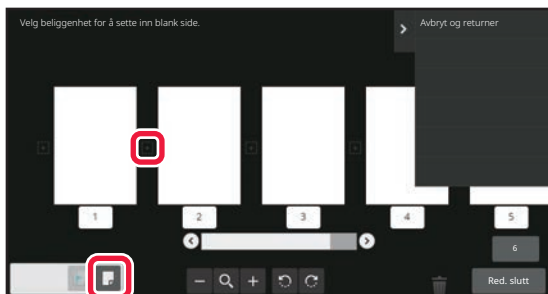 Velg beliggenhet for å sette inn blank side.
Avbryt og returner
1
2
3
4
5
6
Red. slutt